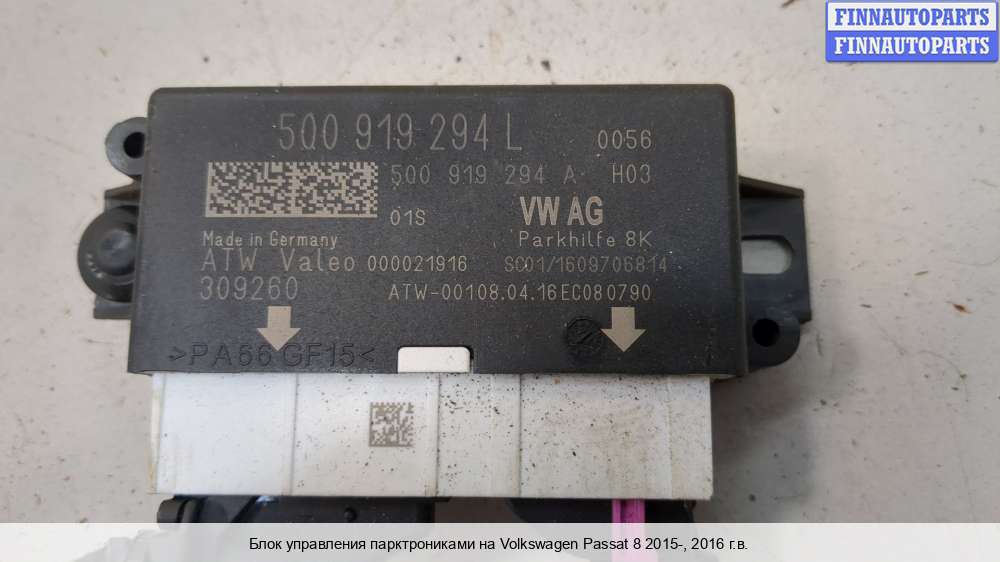 FINNAUTOPARTS
FINNAUTOPARTS
5Q0 919 294 L 0056
5Q0 919 294 A H03
01S VW AG
Made in Germany Parkhilfe 8K
ATW Valeo 000021916 SC01/1609706814
309260 ATW-00108.04.16EC080790
>PA66 GF15<
Блок управления парктрониками на Volkswagen Passat 8 2015-, 2016 г.в.